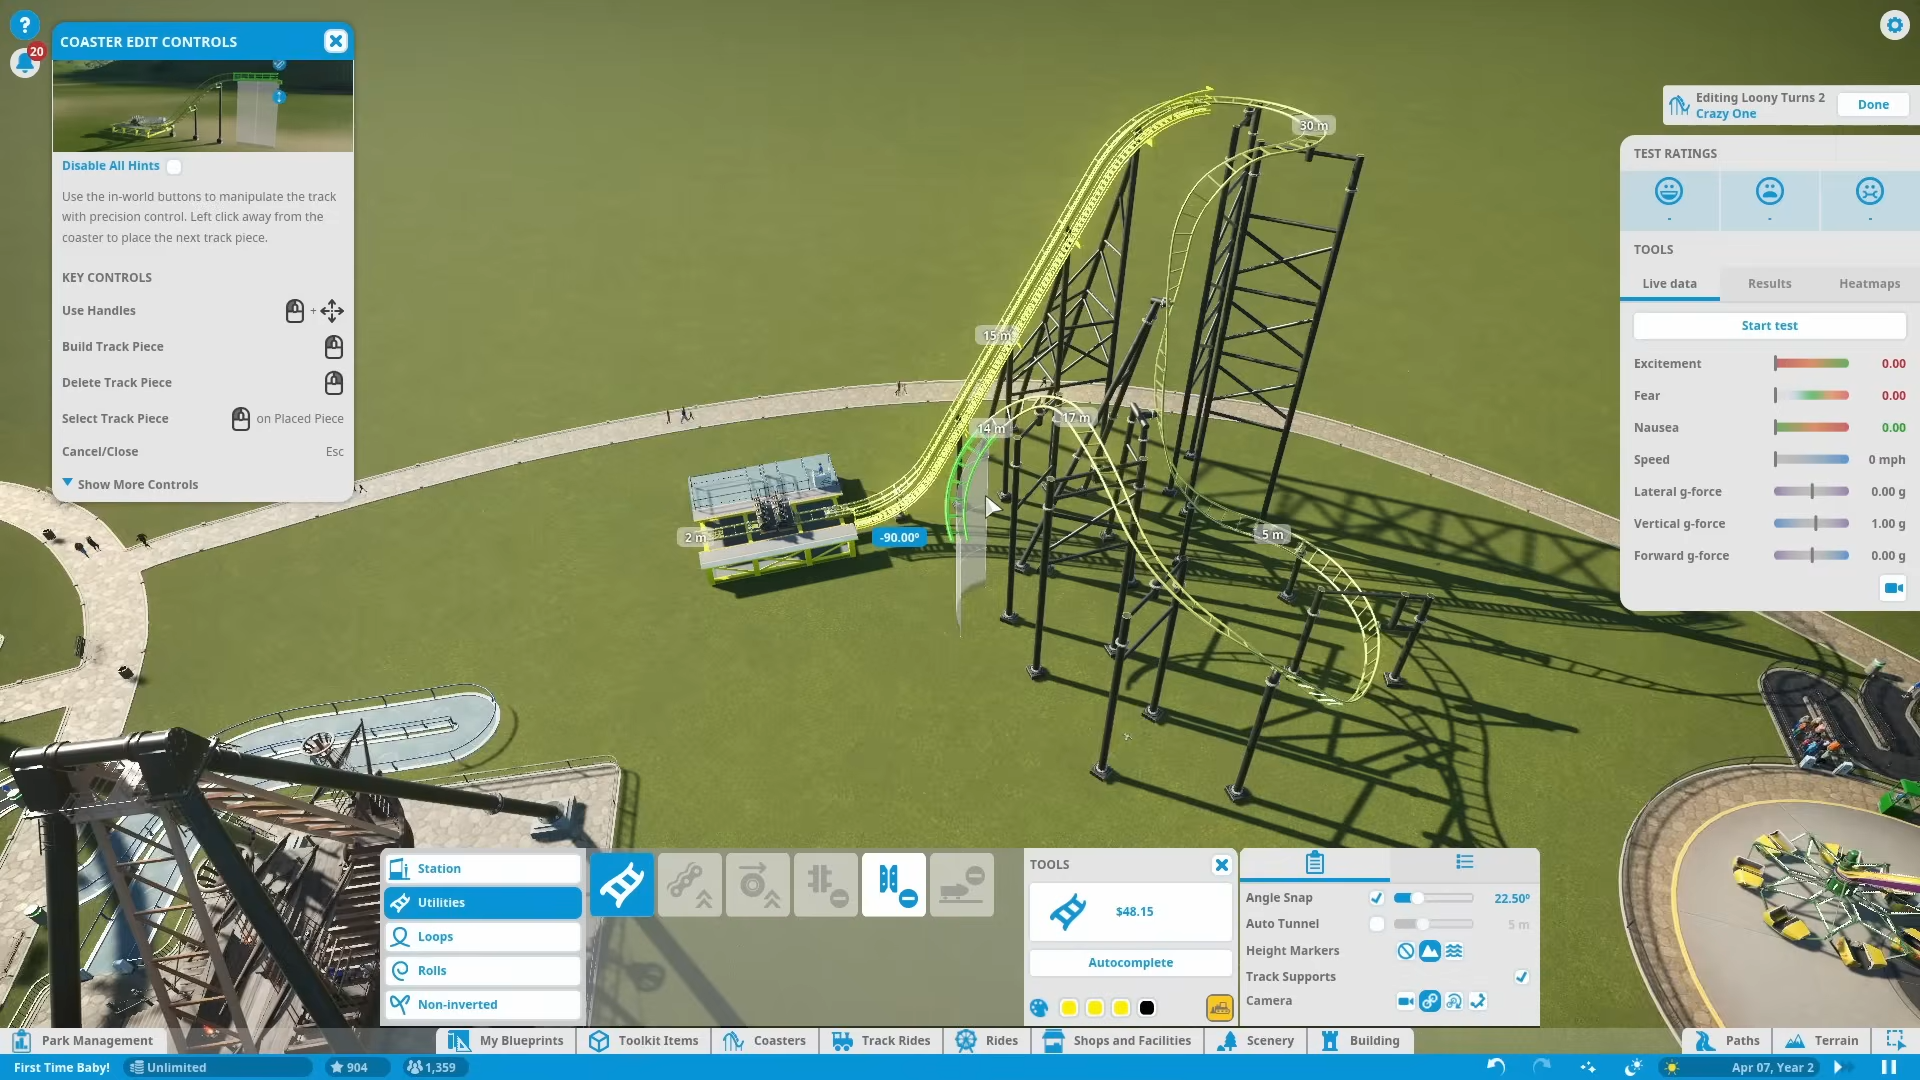 ?
20
COASTER EDIT CONTROLS
Disable All Hints
Use the in-world buttons to manipulate the track
with precision control. Left click away from the
coaster to place the next track piece.
KEY CONTROLS
Use Handles +
Build Track Piece
Delete Track Piece
Select Track Piece on Placed Piece
Cancel/Close Esc
Show More Controls
30 m
15 m
14 m
17 m
2 m
-90.00º
5 m
Editing Loony Turns 2
Crazy One
Done
TEST RATINGS
- - -
TOOLS
Live data Results Heatmaps
Start test
Excitement 0.00
Fear 0.00
Nausea 0.00
Speed 0 mph
Lateral g-force 0.00 g
Vertical g-force 1.00 g
Forward g-force 0.00 g
Station
Utilities
Loops
Rolls
Non-inverted
TOOLS
$48.15
Autocomplete
Angle Snap 22.50º
Auto Tunnel 5 m
Height Markers
Track Supports
Camera
Park Management
My Blueprints
Toolkit Items
Coasters
Track Rides
Rides
Shops and Facilities
Scenery
Building
Paths
Terrain
First Time Baby!
Unlimited
904
1,359
Apr 07, Year 2